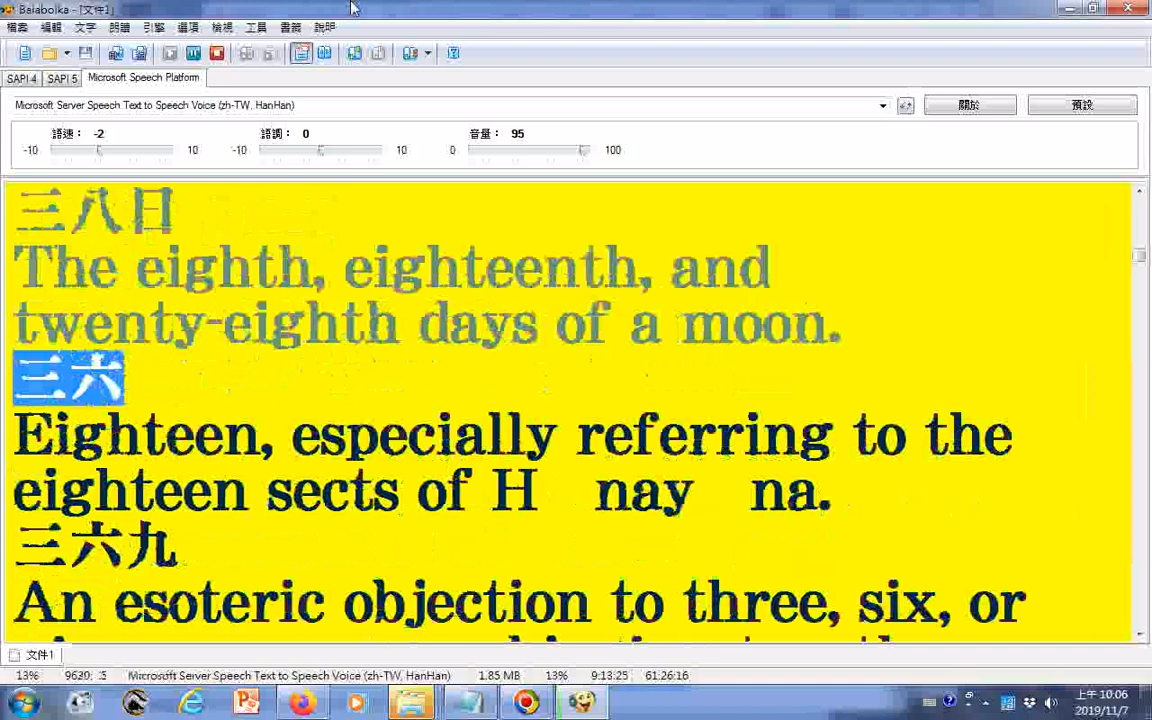 Balabolka - [文件1]
檔案 編輯 文字 朗讀 引擎 選項 檢視 工具 書籤 說明
SAPI 4 SAPI 5 Microsoft Speech Platform
Microsoft Server Speech Text to Speech Voice (zh-TW, HanHan) 關於 預設
語速： -2 語調： 0 音量： 95
-10 10 -10 10 0 100
三八日
The eighth, eighteenth, and
twenty-eighth days of a moon.
三六
Eighteen, especially referring to the
eighteen sects of H nay na.
三六九
An esoteric objection to three, six, or
文件1
13% Microsoft Server Speech Text to Speech Voice (zh-TW, HanHan) 1.85 MB 13% 9:13:25 61:26:16
上午 10:06
2019/11/7